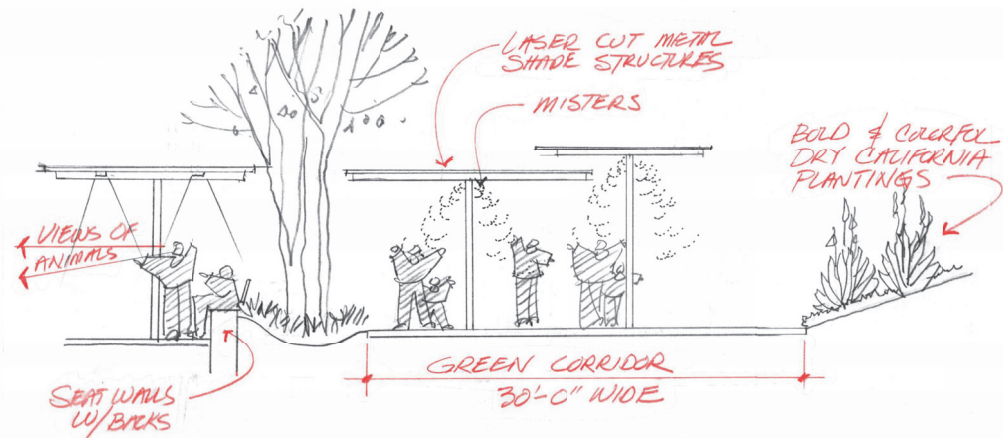 LASER CUT METAL
SHADE STRUCTURES
MISTERS
BOLD & COLORFUL
DRY CALIFORNIA
PLANTINGS
VIEWS OF
ANIMALS
SEAT WALLS
W/ BACKS
GREEN CORRIDOR
30'-0" WIDE